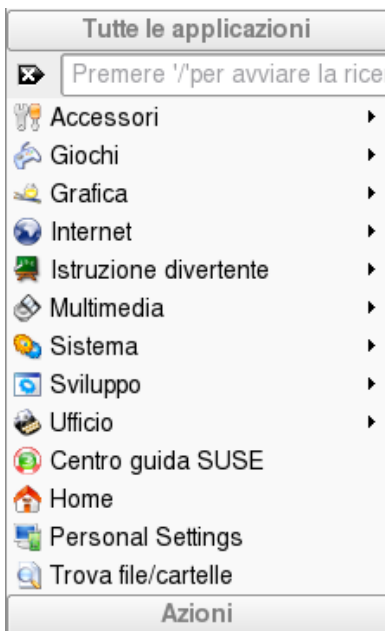 Tutte le applicazioni
Premere '/'per avviare la rice
Accessori
Giochi
Grafica
Internet
Istruzione divertente
Multimedia
Sistema
Sviluppo
Ufficio
Centro guida SUSE
Home
Personal Settings
Trova file/cartelle
Azioni